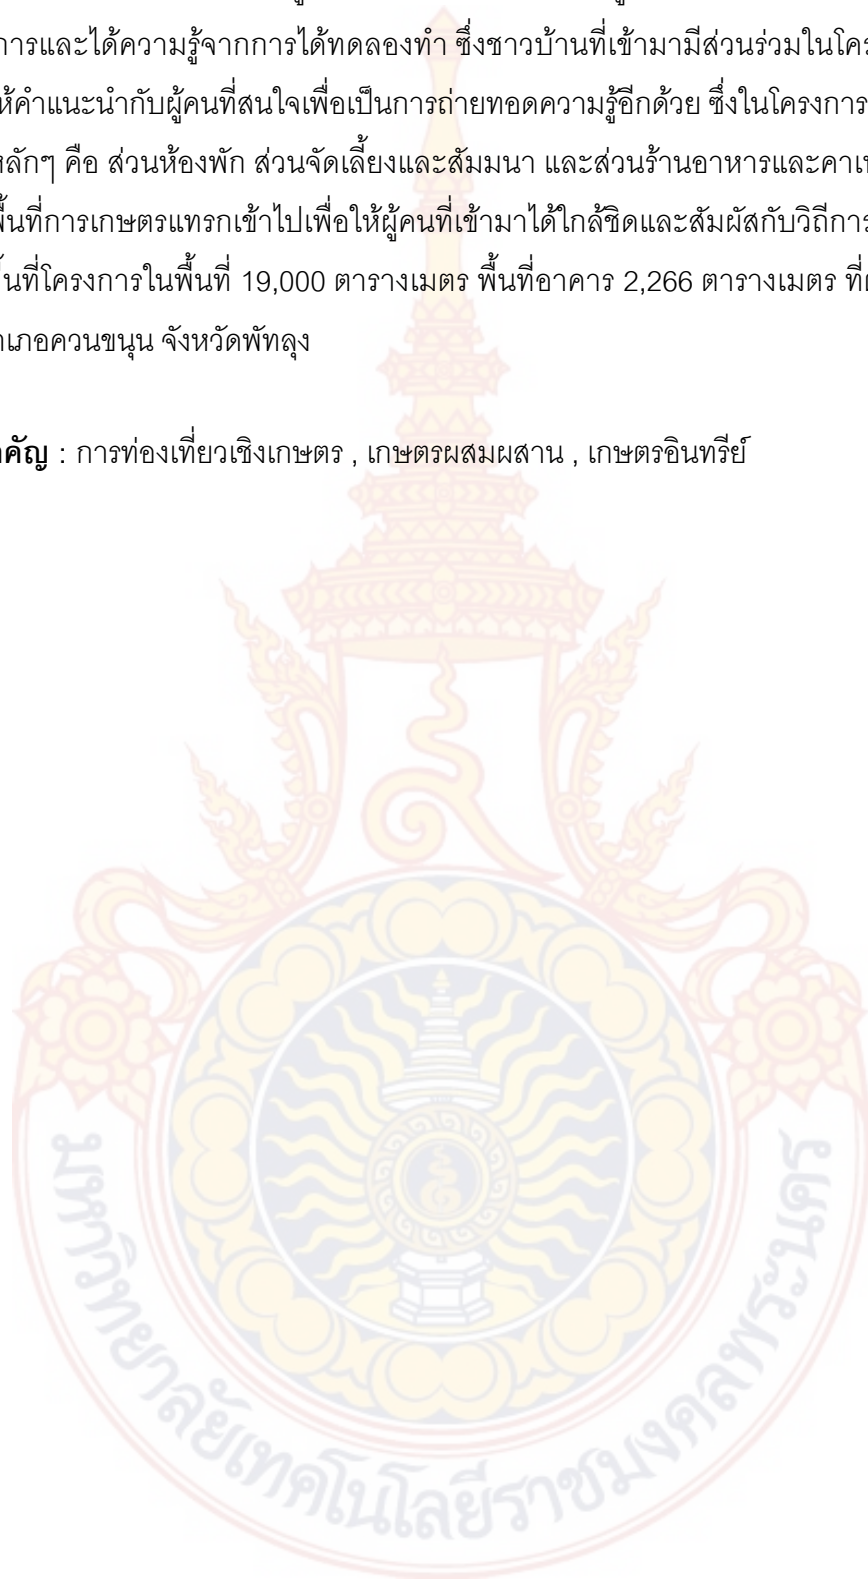 การและได้ความรู้จากการได้ทดลองทำ ซึ่งชาวบ้านที่เข้ามามีส่วนร่วมในโคร
ห้คำแนะนำกับผู้คนที่สนใจเพื่อเป็นการถ่ายทอดความรู้อีกด้วย ซึ่งในโครงการ
หลักๆ คือ ส่วนห้องพัก ส่วนจัดเลี้ยงและสัมมนา และส่วนร้านอาหารและคาเ
พื้นที่การเกษตรแทรกเข้าไปเพื่อให้ผู้คนที่เข้ามาได้ใกล้ชิดและสัมผัสกับวิถีการ
นที่โครงการในพื้นที่ 19,000 ตารางเมตร พื้นที่อาคาร 2,266 ตารางเมตร ที่
เภอควนขนุน จังหวัดพัทลุง
คัญ : การท่องเที่ยวเชิงเกษตร , เกษตรผสมผสาน , เกษตรอินทรีย์
มหาวิทยาลัยเทคโนโลยีราชมงคลพระนคร